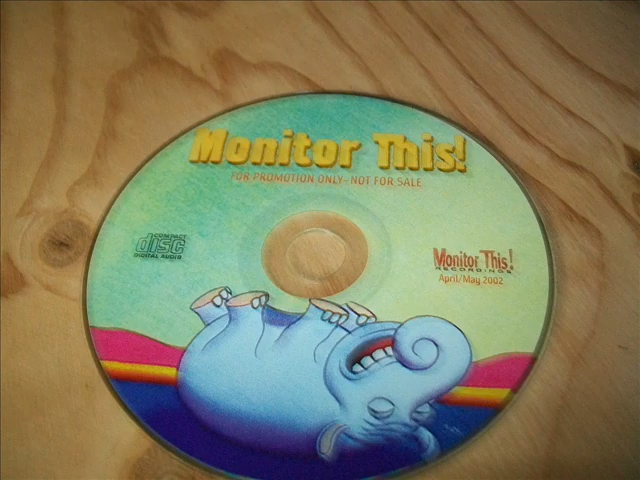 Monitor This!
FOR PROMOTION ONLY-NOT FOR SALE
COMPACT
disc
DIGITAL AUDIO
Monitor This!
RECORDINGS
April/May 2002